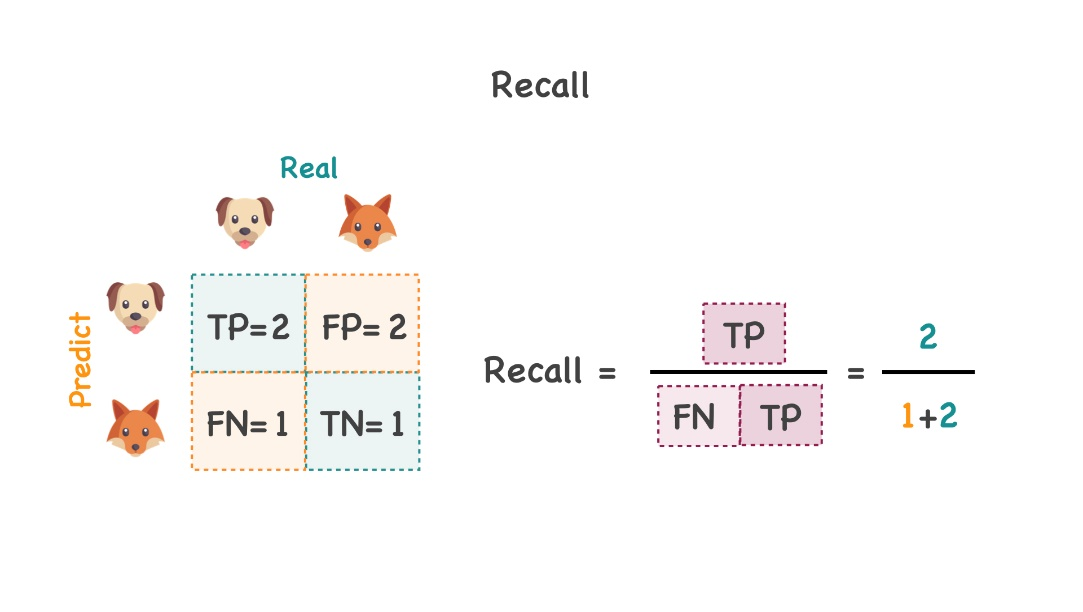 Recall
Real
Predict
TP= 2 FP= 2
FN= 1 TN= 1
Recall = TP = 2
FN TP 1+2